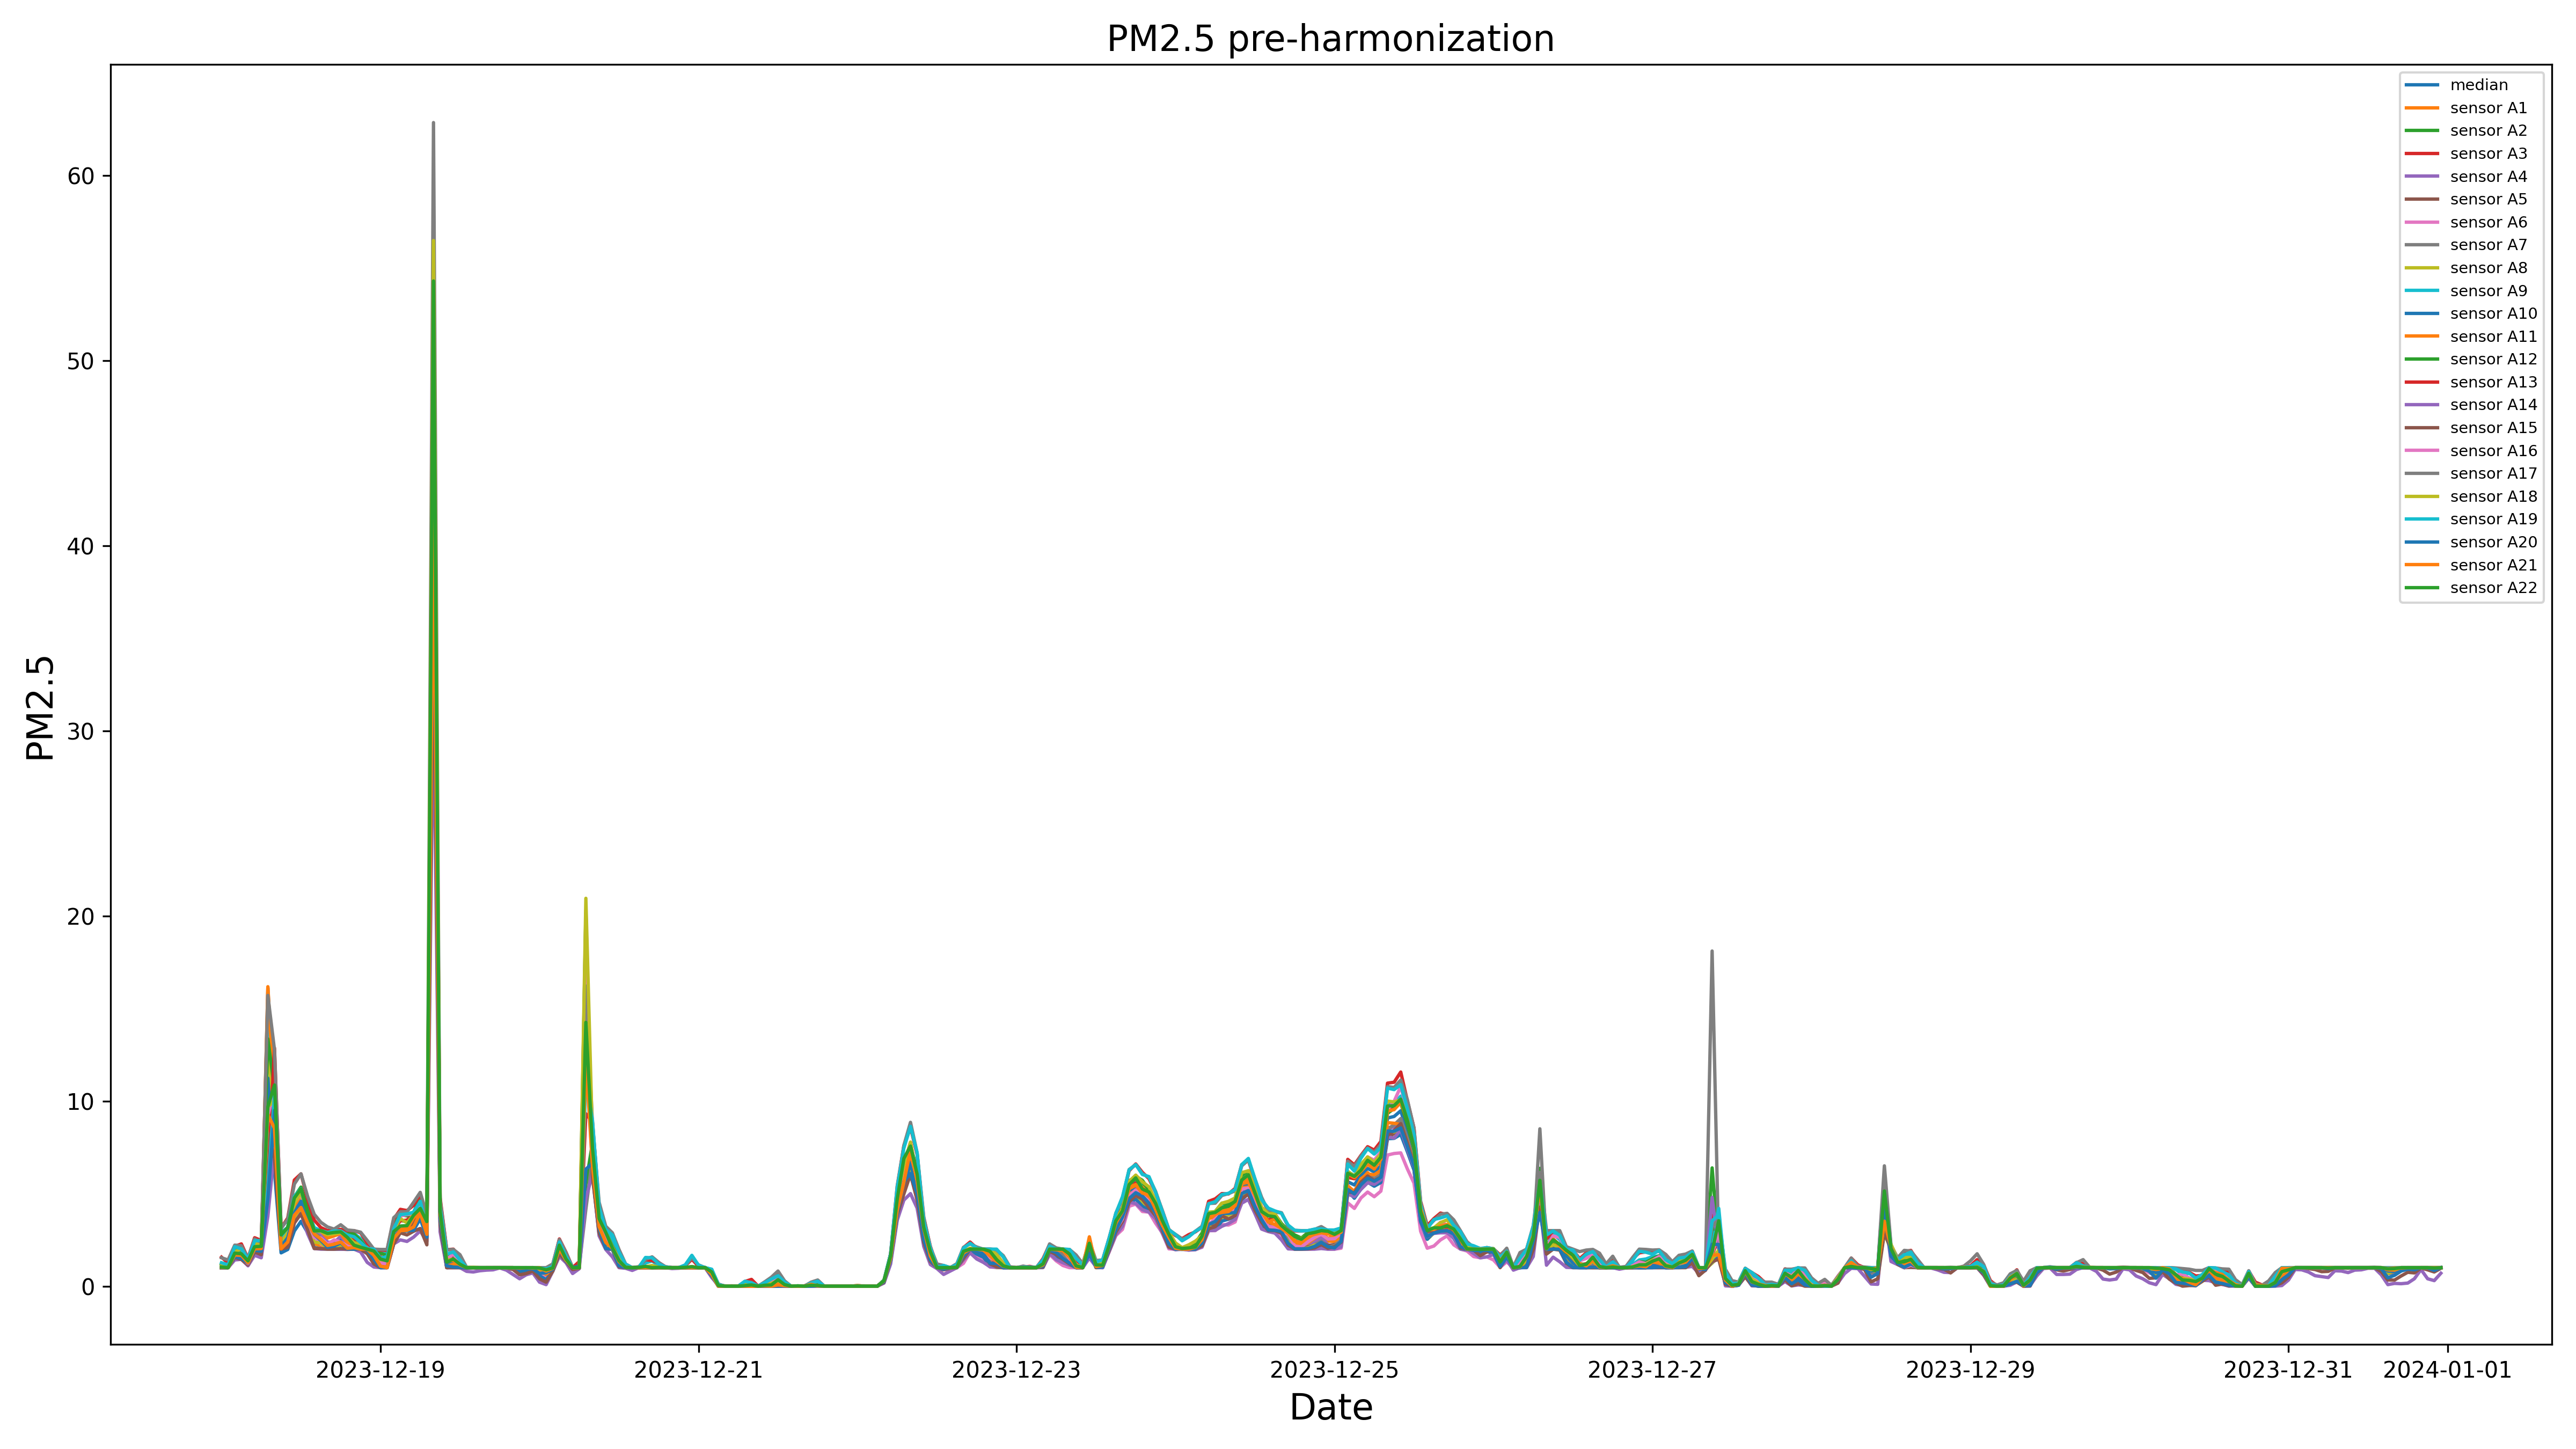 PM2.5 pre-harmonization
median
sensor A1
sensor A2
sensor A3
sensor A4
sensor A5
sensor A6
sensor A7
sensor A8
sensor A9
sensor A10
sensor A11
sensor A12
sensor A13
sensor A14
sensor A15
sensor A16
sensor A17
sensor A18
sensor A19
sensor A20
sensor A21
sensor A22
PM2.5
60
50
40
30
20
10
0
2023-12-19 2023-12-21 2023-12-23 2023-12-25 2023-12-27 2023-12-29 2023-12-31 2024-01-01
Date